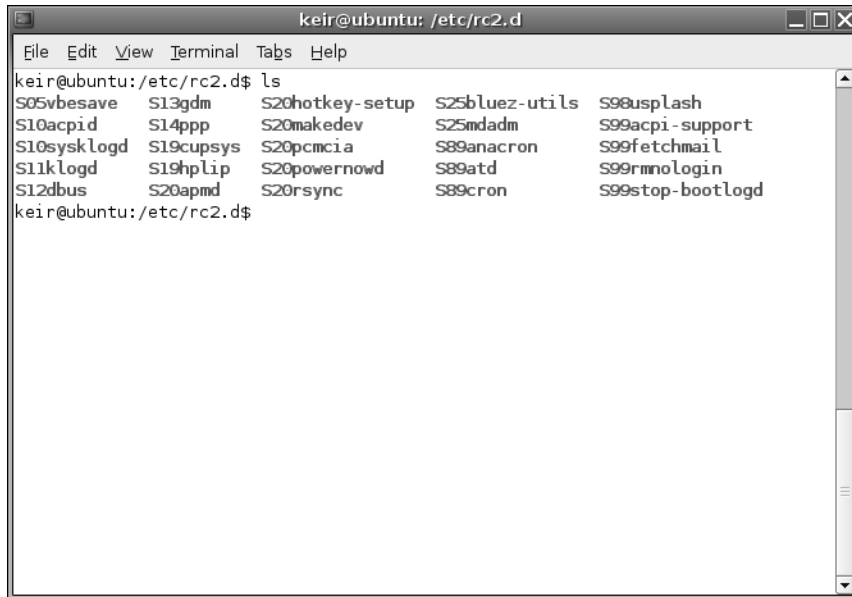 keir@ubuntu: /etc/rc2.d
File Edit View Terminal Tabs Help
keir@ubuntu:/etc/rc2.d$ ls
S05vbesave S13gdm S20hotkey-setup S25bluez-utils S98usplash
S10acpid S14ppp S20makedev S25mdadm S99acpi-support
S10sysklogd S19cupsys S20pcmcia S89anacron S99fetchmail
S11klogd S19hplip S20powernowd S89atd S99rmnologin
S12dbus S20apmd S20rsync S89cron S99stop-bootlogd
keir@ubuntu:/etc/rc2.d$